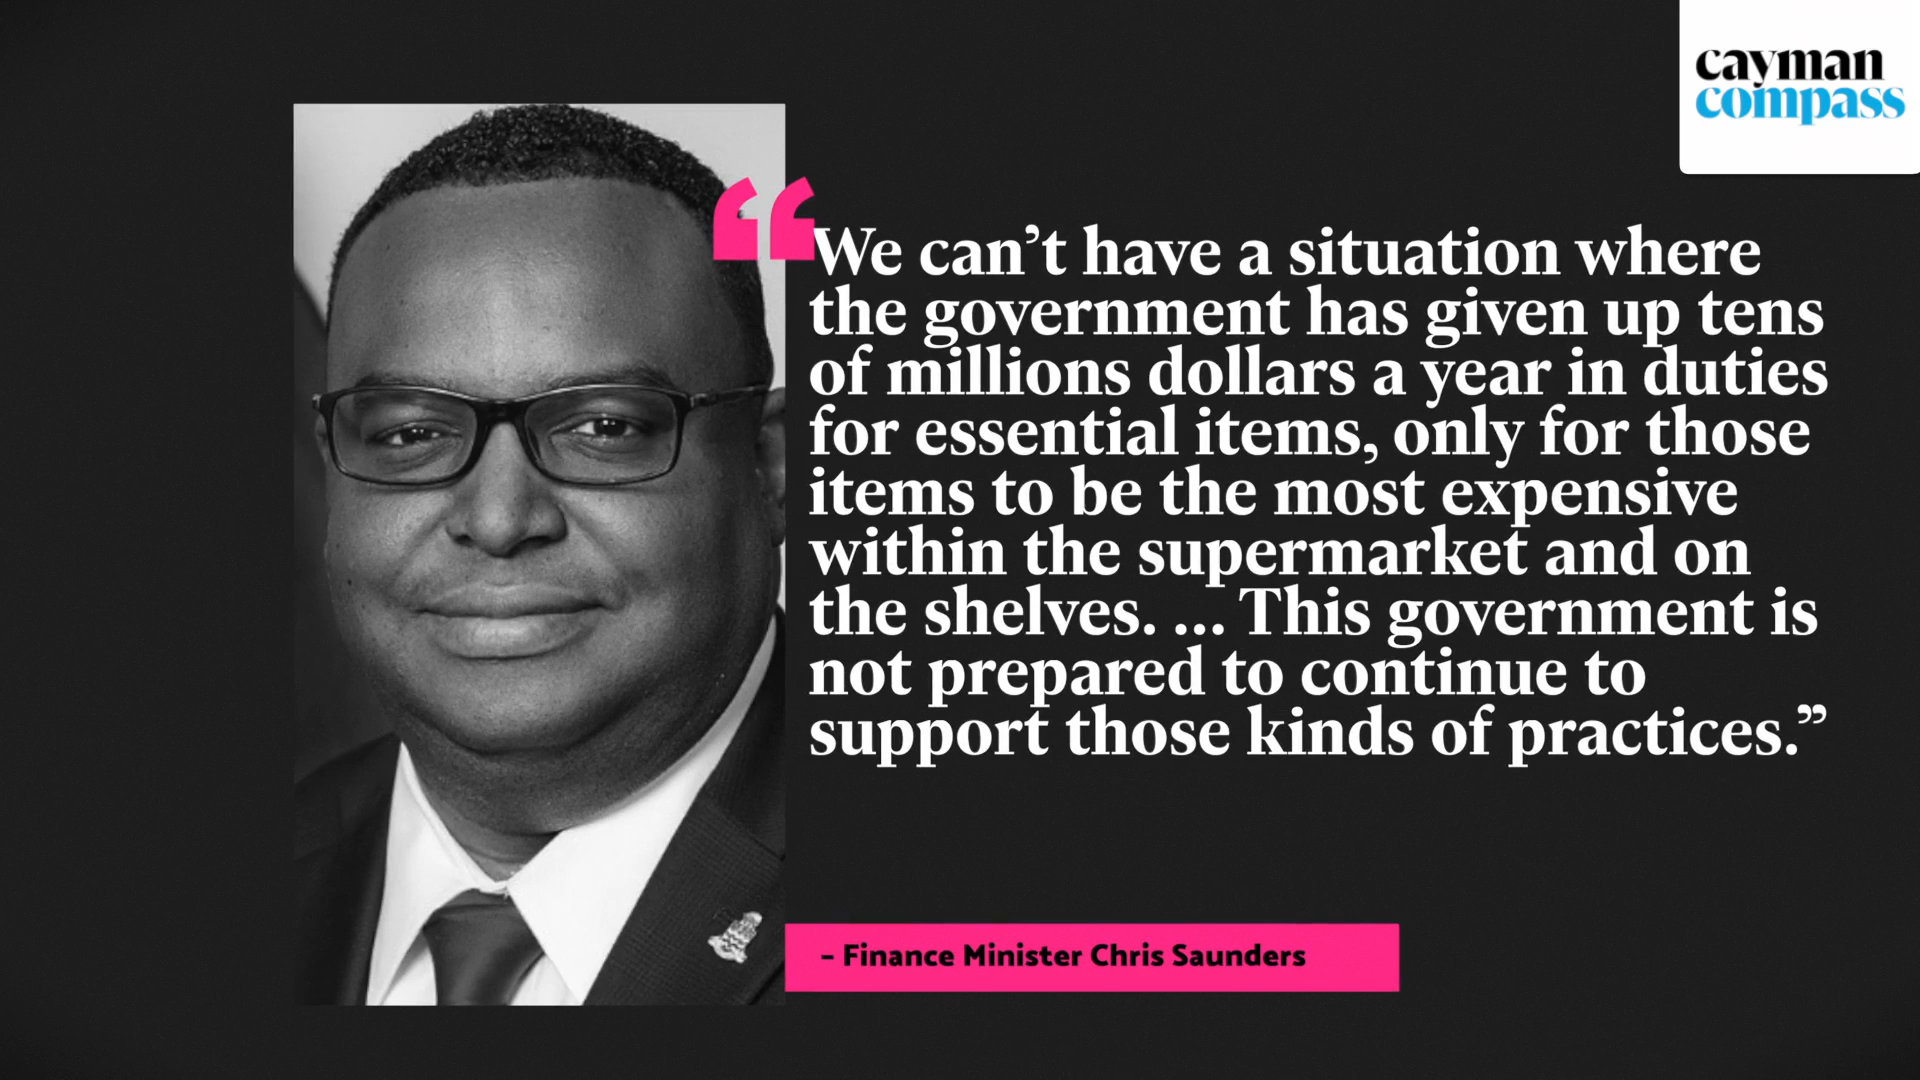 cayman
compass
“We can’t have a situation where
the government has given up tens
of millions dollars a year in duties
for essential items, only for those
items to be the most expensive
within the supermarket and on
the shelves. ... This government is
not prepared to continue to
support those kinds of practices.”
– Finance Minister Chris Saunders